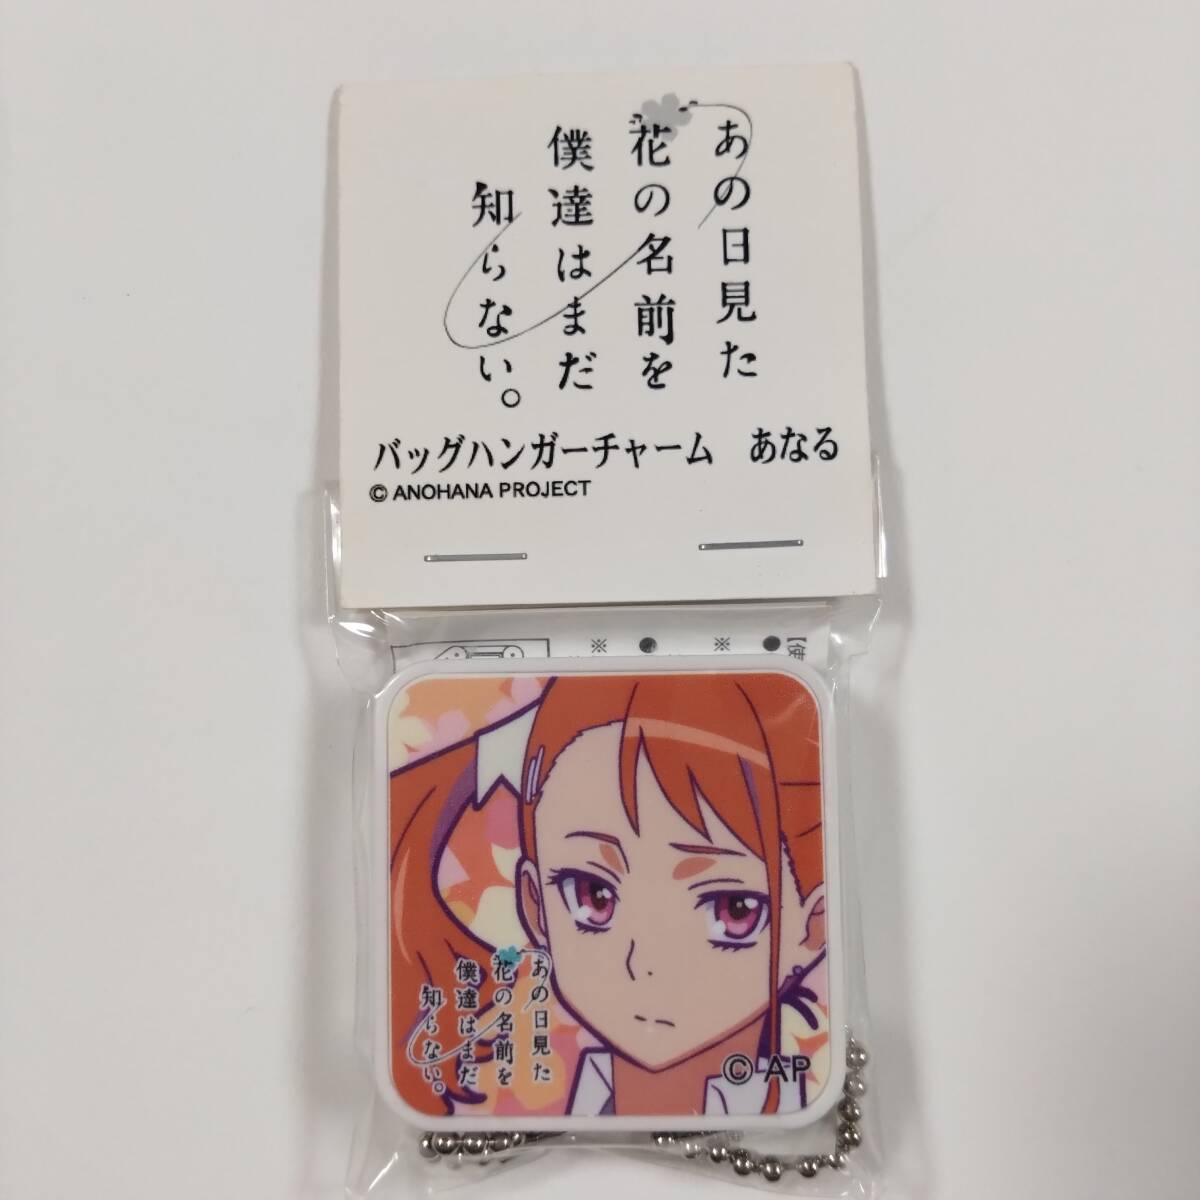 あの日見た
花の名前を
僕達はまだ
知らない。
バッグハンガーチャーム　あなる
© ANOHANA PROJECT
【使
●
※
●
※
あの日見た
花の名前を
僕達はまだ
知らない。
© AP